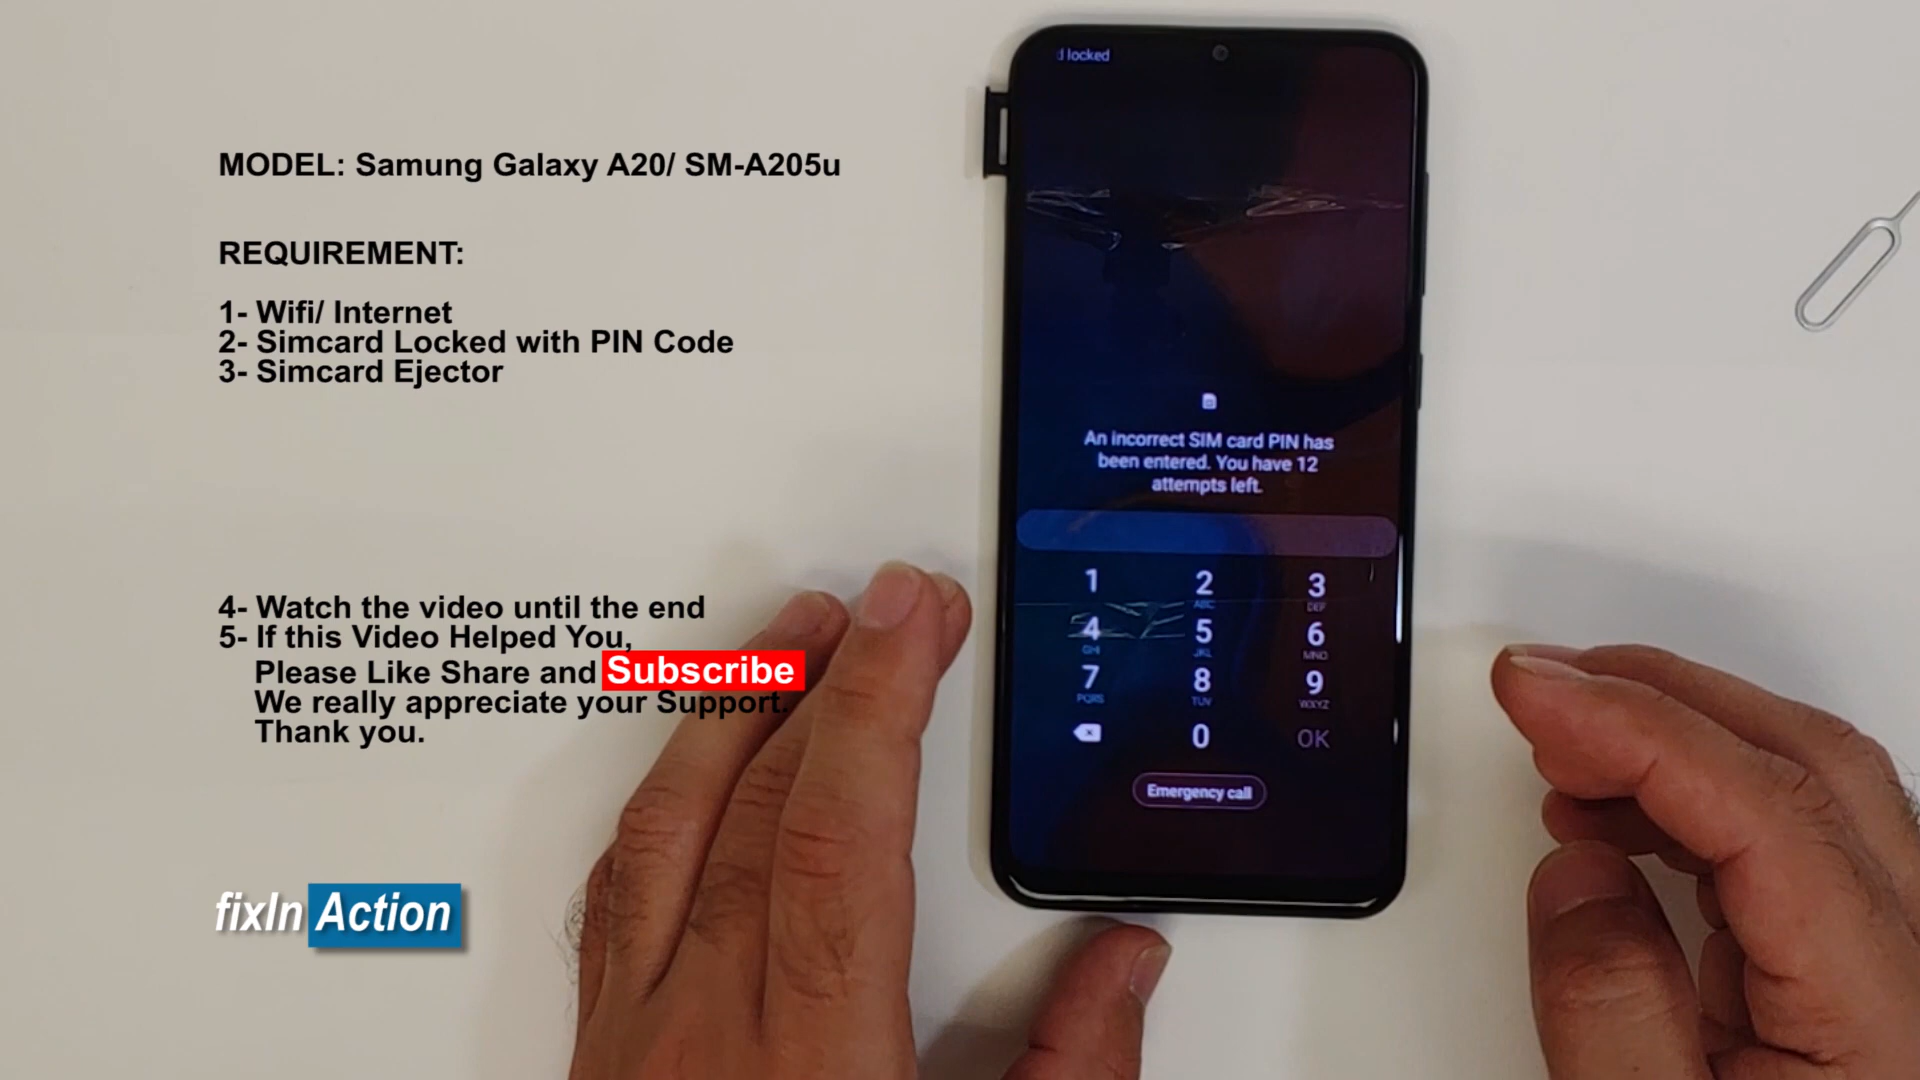 MODEL: Samung Galaxy A20/ SM-A205u
REQUIREMENT:
1- Wifi/ Internet
2- Simcard Locked with PIN Code
3- Simcard Ejector
4- Watch the video until the end
5- If this Video Helped You,
Please Like Share and Subscribe
We really appreciate your Support.
Thank you.
fixIn Action
locked
An incorrect SIM card PIN has
been entered. You have 12
attempts left.
1 2 3
ABC DEF
4 5 6
GHI JKL MNO
7 8 9
PQRS TUV WXYZ
0 OK
Emergency call